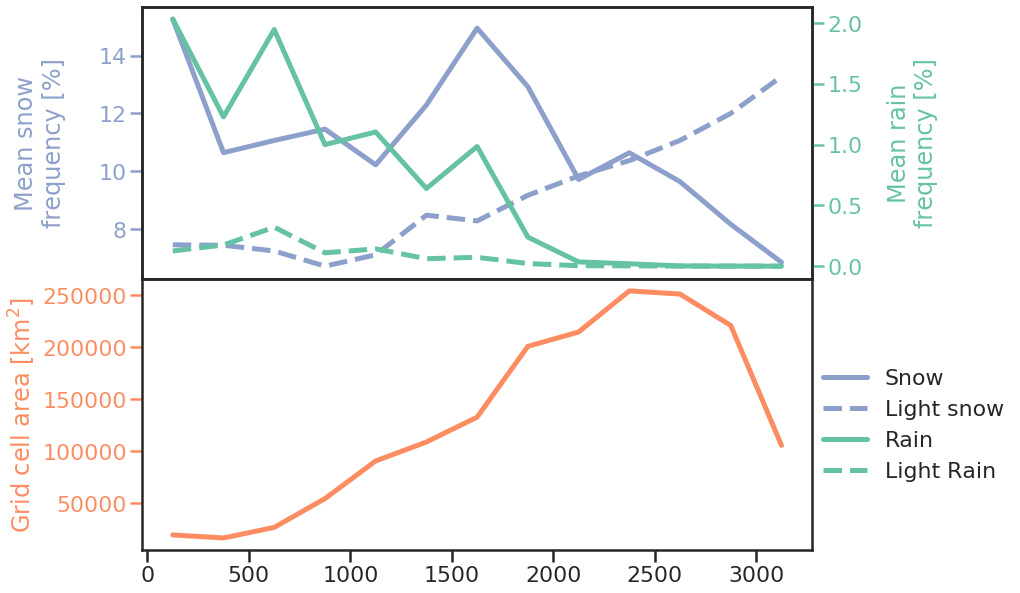 Mean snow
frequency [%]
14
12
10
8
2.0
1.5
1.0
0.5
0.0
Mean rain
frequency [%]
Grid cell area [km²]
250000
200000
150000
100000
50000
0
500
1000
1500
2000
2500
3000
Snow
Light snow
Rain
Light Rain